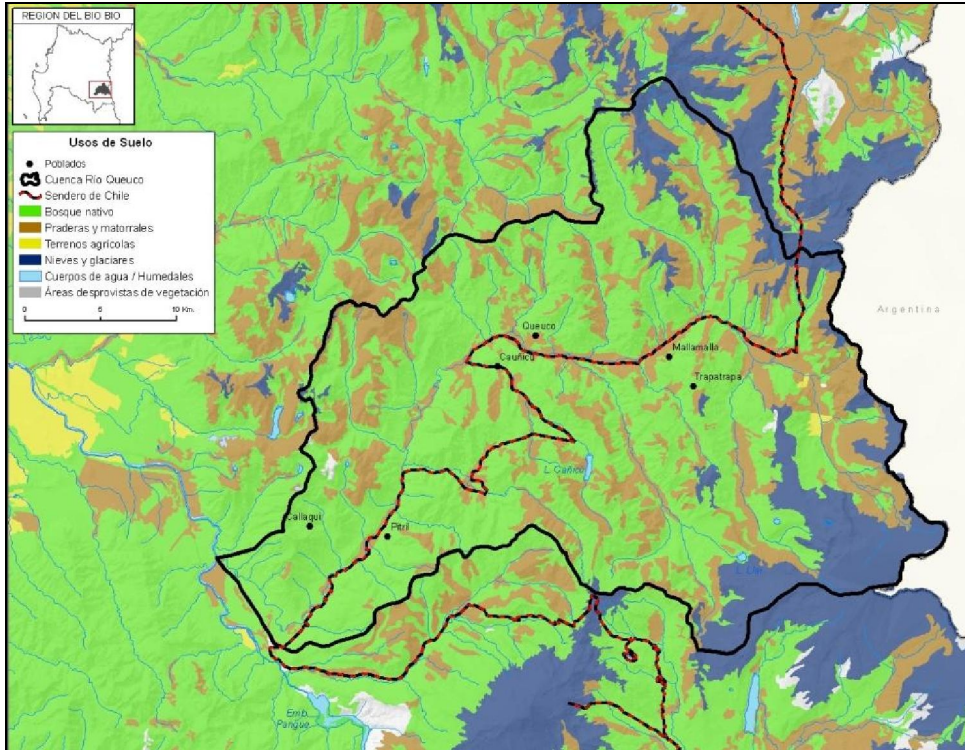 REGION DEL BIO BIO
Usos de Suelo
Poblados
Cuenca Río Queuco
Sendero de Chile
Bosque nativo
Praderas y matorrales
Terrenos agrícolas
Nieves y glaciares
Cuerpos de agua / Humedales
Áreas desprovistas de vegetación
0 5 10 Km.
Argentina
Queuco
Cauñicu
Mallamalla
Trapatrapa
Callaqui
Pitril
Emb.
Pangue